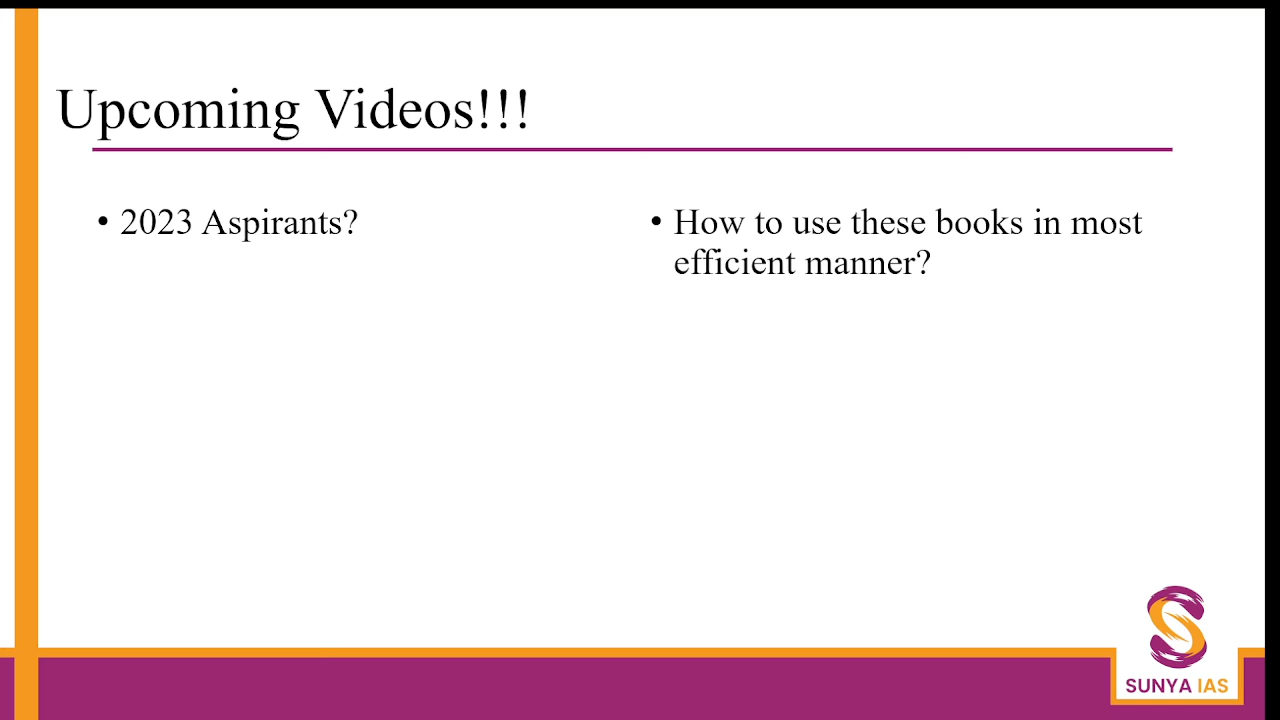 Upcoming Videos!!!
• 2023 Aspirants?
• How to use these books in most
efficient manner?
SUNYA IAS